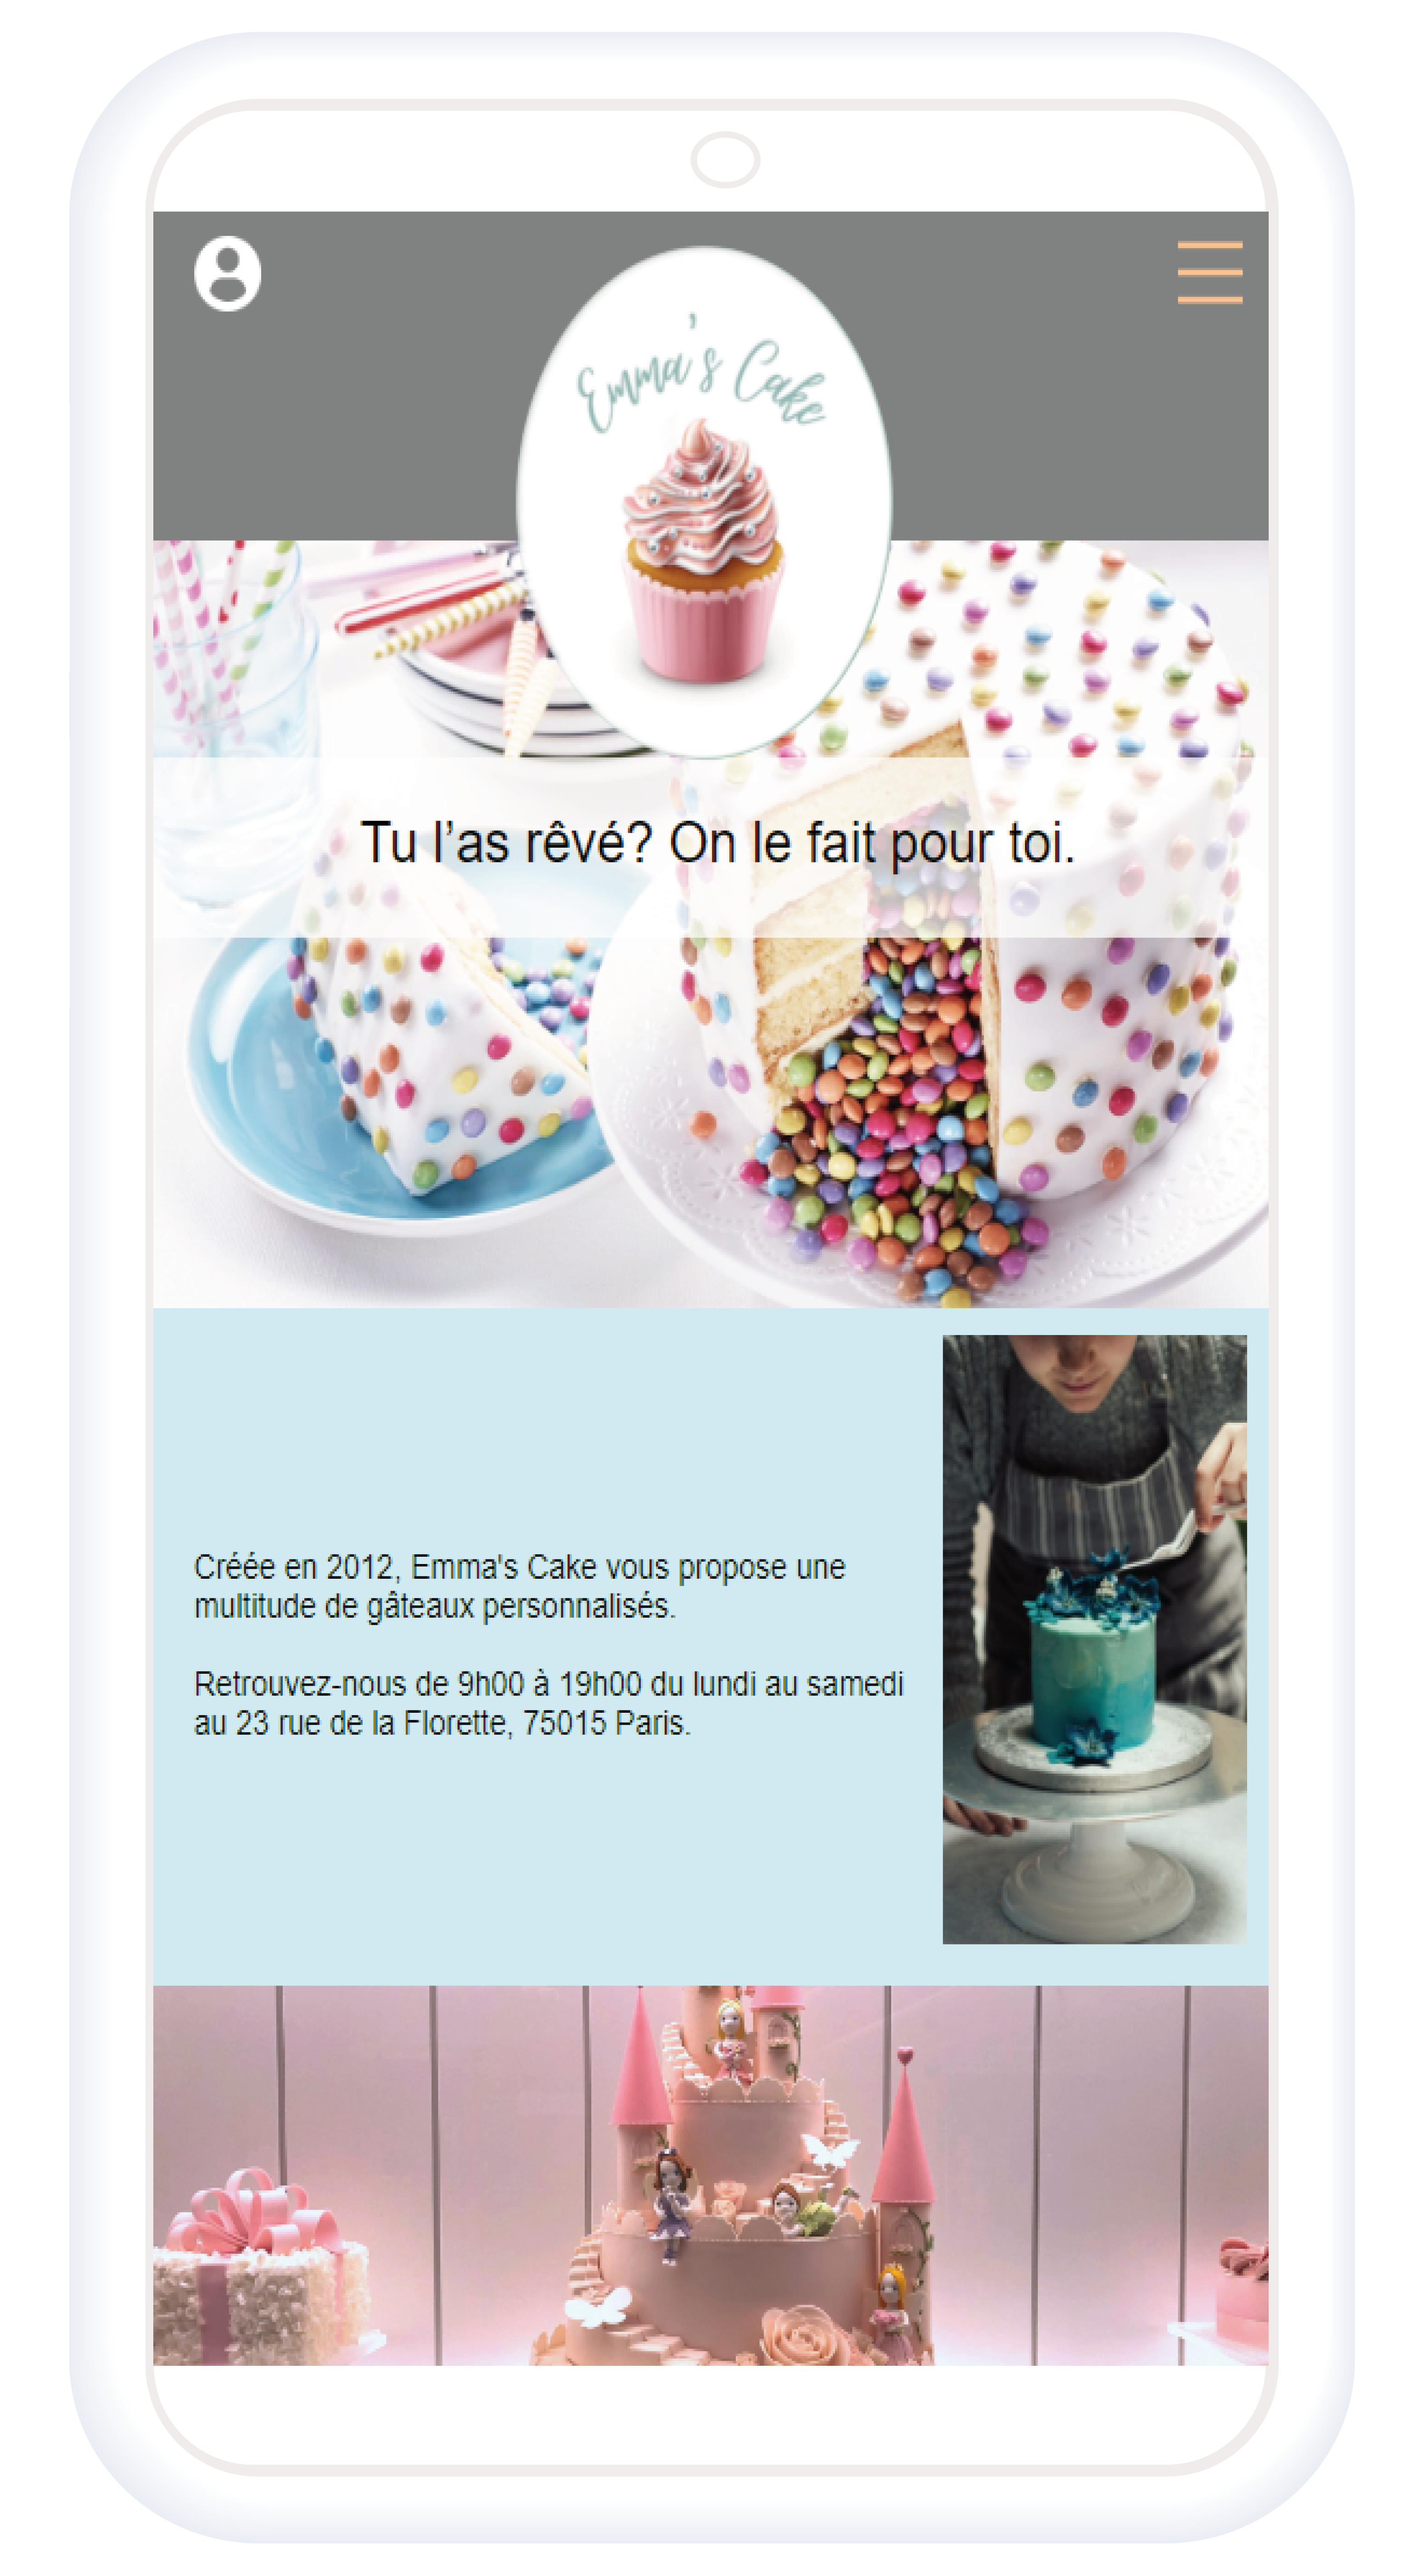 Emma's Cake
Tu l’as rêvé? On le fait pour toi.
Créée en 2012, Emma's Cake vous propose une
multitude de gâteaux personnalisés.
Retrouvez-nous de 9h00 à 19h00 du lundi au samedi
au 23 rue de la Florette, 75015 Paris.